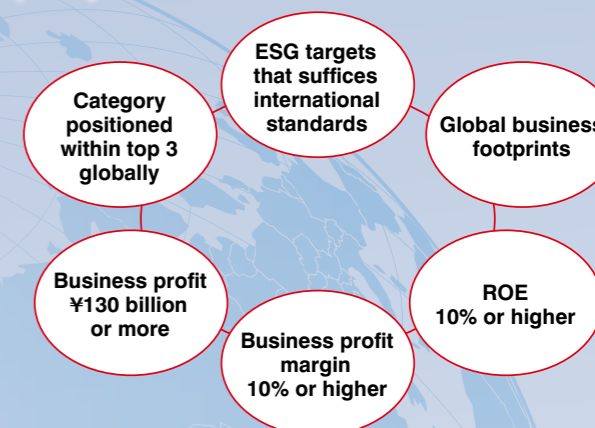 ESG targets
that suffices
international
standards
Category
positioned
within top 3
globally
Global business
footprints
Business profit
¥130 billion
or more
ROE
10% or higher
Business profit
margin
10% or higher